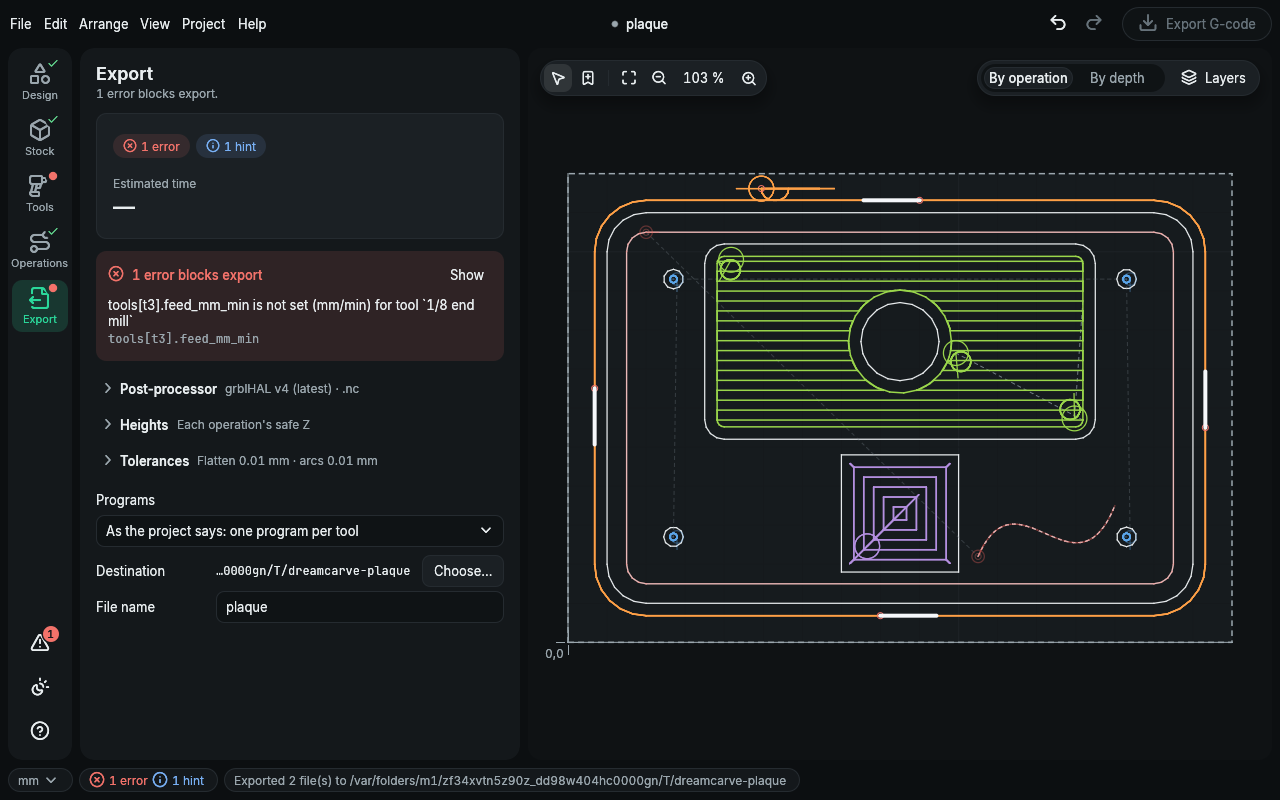 File Edit Arrange View Project Help
plaque
Export G-code
Design
Stock
Tools
Operations
Export
1
Export
1 error blocks export.
1 error 1 hint
Estimated time
—
1 error blocks export Show
tools[t3].feed_mm_min is not set (mm/min) for tool `1/8 end
mill`
tools[t3].feed_mm_min
Post-processor grblHAL v4 (latest) · .nc
Heights Each operation's safe Z
Tolerances Flatten 0.01 mm · arcs 0.01 mm
Programs
As the project says: one program per tool
Destination …0000gn/T/dreamcarve-plaque Choose...
File name plaque
103 %
By operation By depth Layers
0,0
mm 1 error 1 hint Exported 2 file(s) to /var/folders/m1/zf34xvtn5z90z_dd98w404hc0000gn/T/dreamcarve-plaque